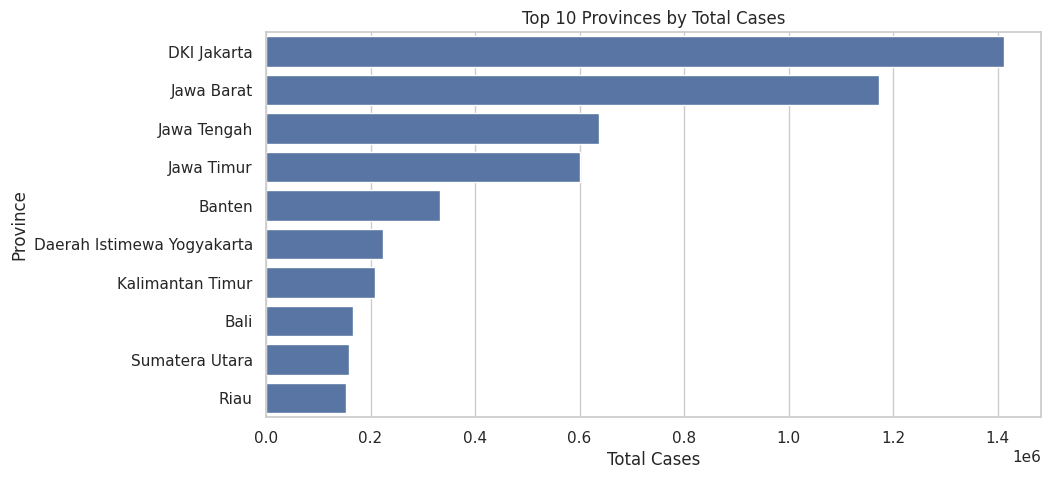 Top 10 Provinces by Total Cases
Province
DKI Jakarta
Jawa Barat
Jawa Tengah
Jawa Timur
Banten
Daerah Istimewa Yogyakarta
Kalimantan Timur
Bali
Sumatera Utara
Riau
0.0 0.2 0.4 0.6 0.8 1.0 1.2 1.4
1e6
Total Cases